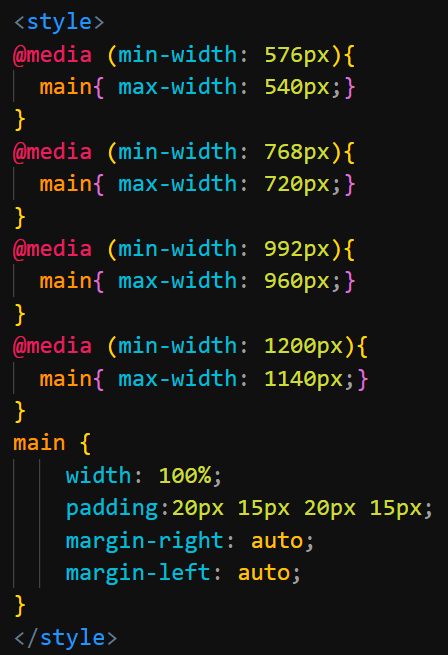 <style>
@media (min-width: 576px){
main{ max-width: 540px;}
}
@media (min-width: 768px){
main{ max-width: 720px;}
}
@media (min-width: 992px){
main{ max-width: 960px;}
}
@media (min-width: 1200px){
main{ max-width: 1140px;}
}
main {
width: 100%;
padding:20px 15px 20px 15px;
margin-right: auto;
margin-left: auto;
}
</style>